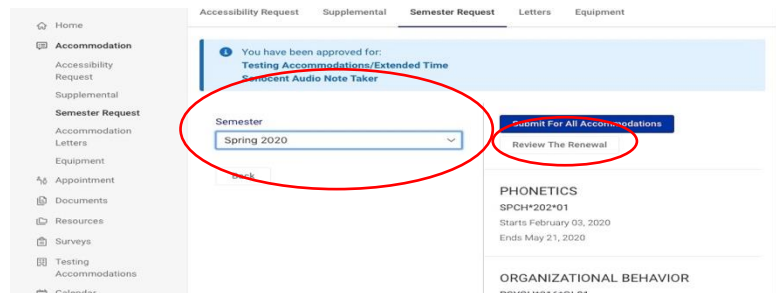 Accessibility Request Supplemental Semester Request Letters Equipment
Home
Accommodation
Accessibility
Request
Supplemental
Semester Request
Accommodation
Letters
Equipment
Appointment
Documents
Resources
Surveys
Testing
Accommodations
Calendar
You have been approved for:
Testing Accommodations/Extended Time
Sonocent Audio Note Taker
Semester
Spring 2020
Back
Submit For All Accommodations
Review The Renewal
PHONETICS
SPCH*202*01
Starts February 03, 2020
Ends May 21, 2020
ORGANIZATIONAL BEHAVIOR